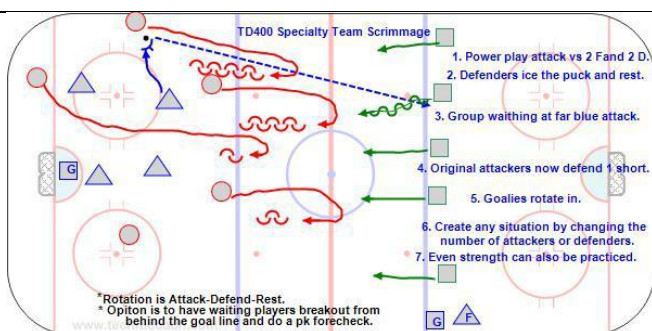 TD400 Specialty Team Scrimmage
1. Power play attack vs 2 Fand 2 D.
2. Defenders ice the puck and rest.
3. Group waithing at far blue attack.
4. Original attackers now defend 1 short.
5. Goalies rotate in.
6. Create any situation by changing the
number of attackers or defenders.
7. Even strength can also be practiced.
G
*Rotation is Attack-Defend-Rest.
* Opiton is to have waiting players breakout from
behind the goal line and do a pk forecheck.
G
F